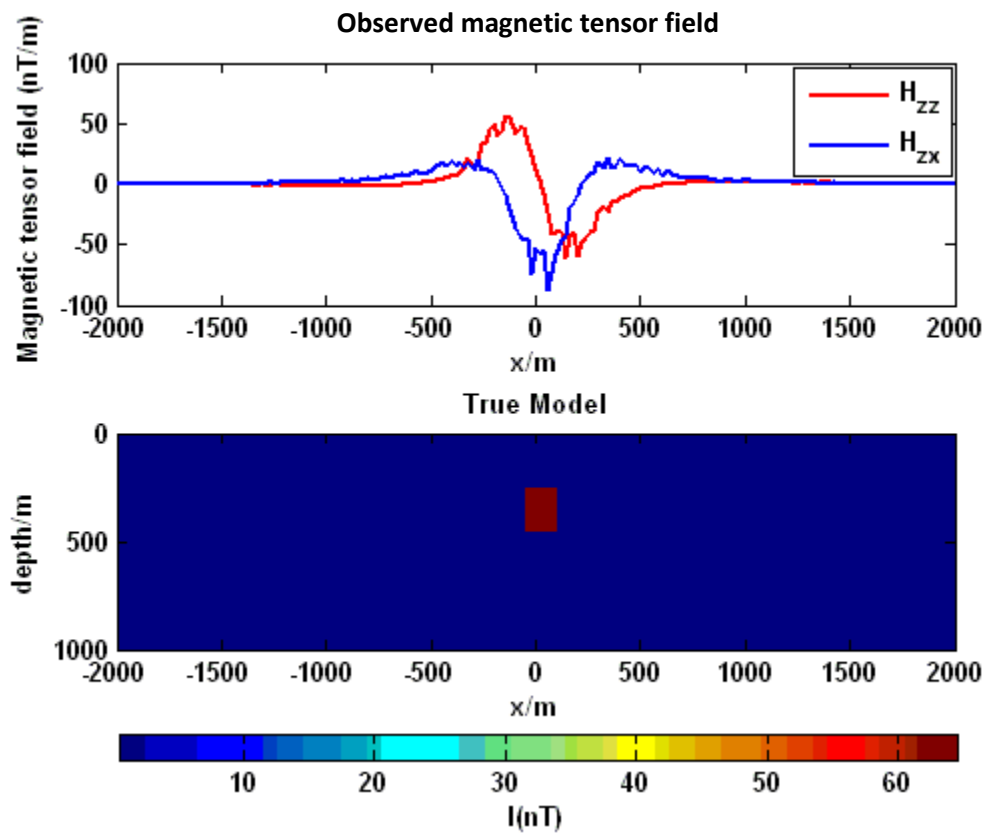 Observed magnetic tensor field
Magnetic tensor field (nT/m)
100
50
0
-50
-100
H_zz
H_zx
-2000 -1500 -1000 -500 0 500 1000 1500 2000
x/m
True Model
depth/m
0
500
1000
-2000 -1500 -1000 -500 0 500 1000 1500 2000
x/m
10 20 30 40 50 60
I(nT)